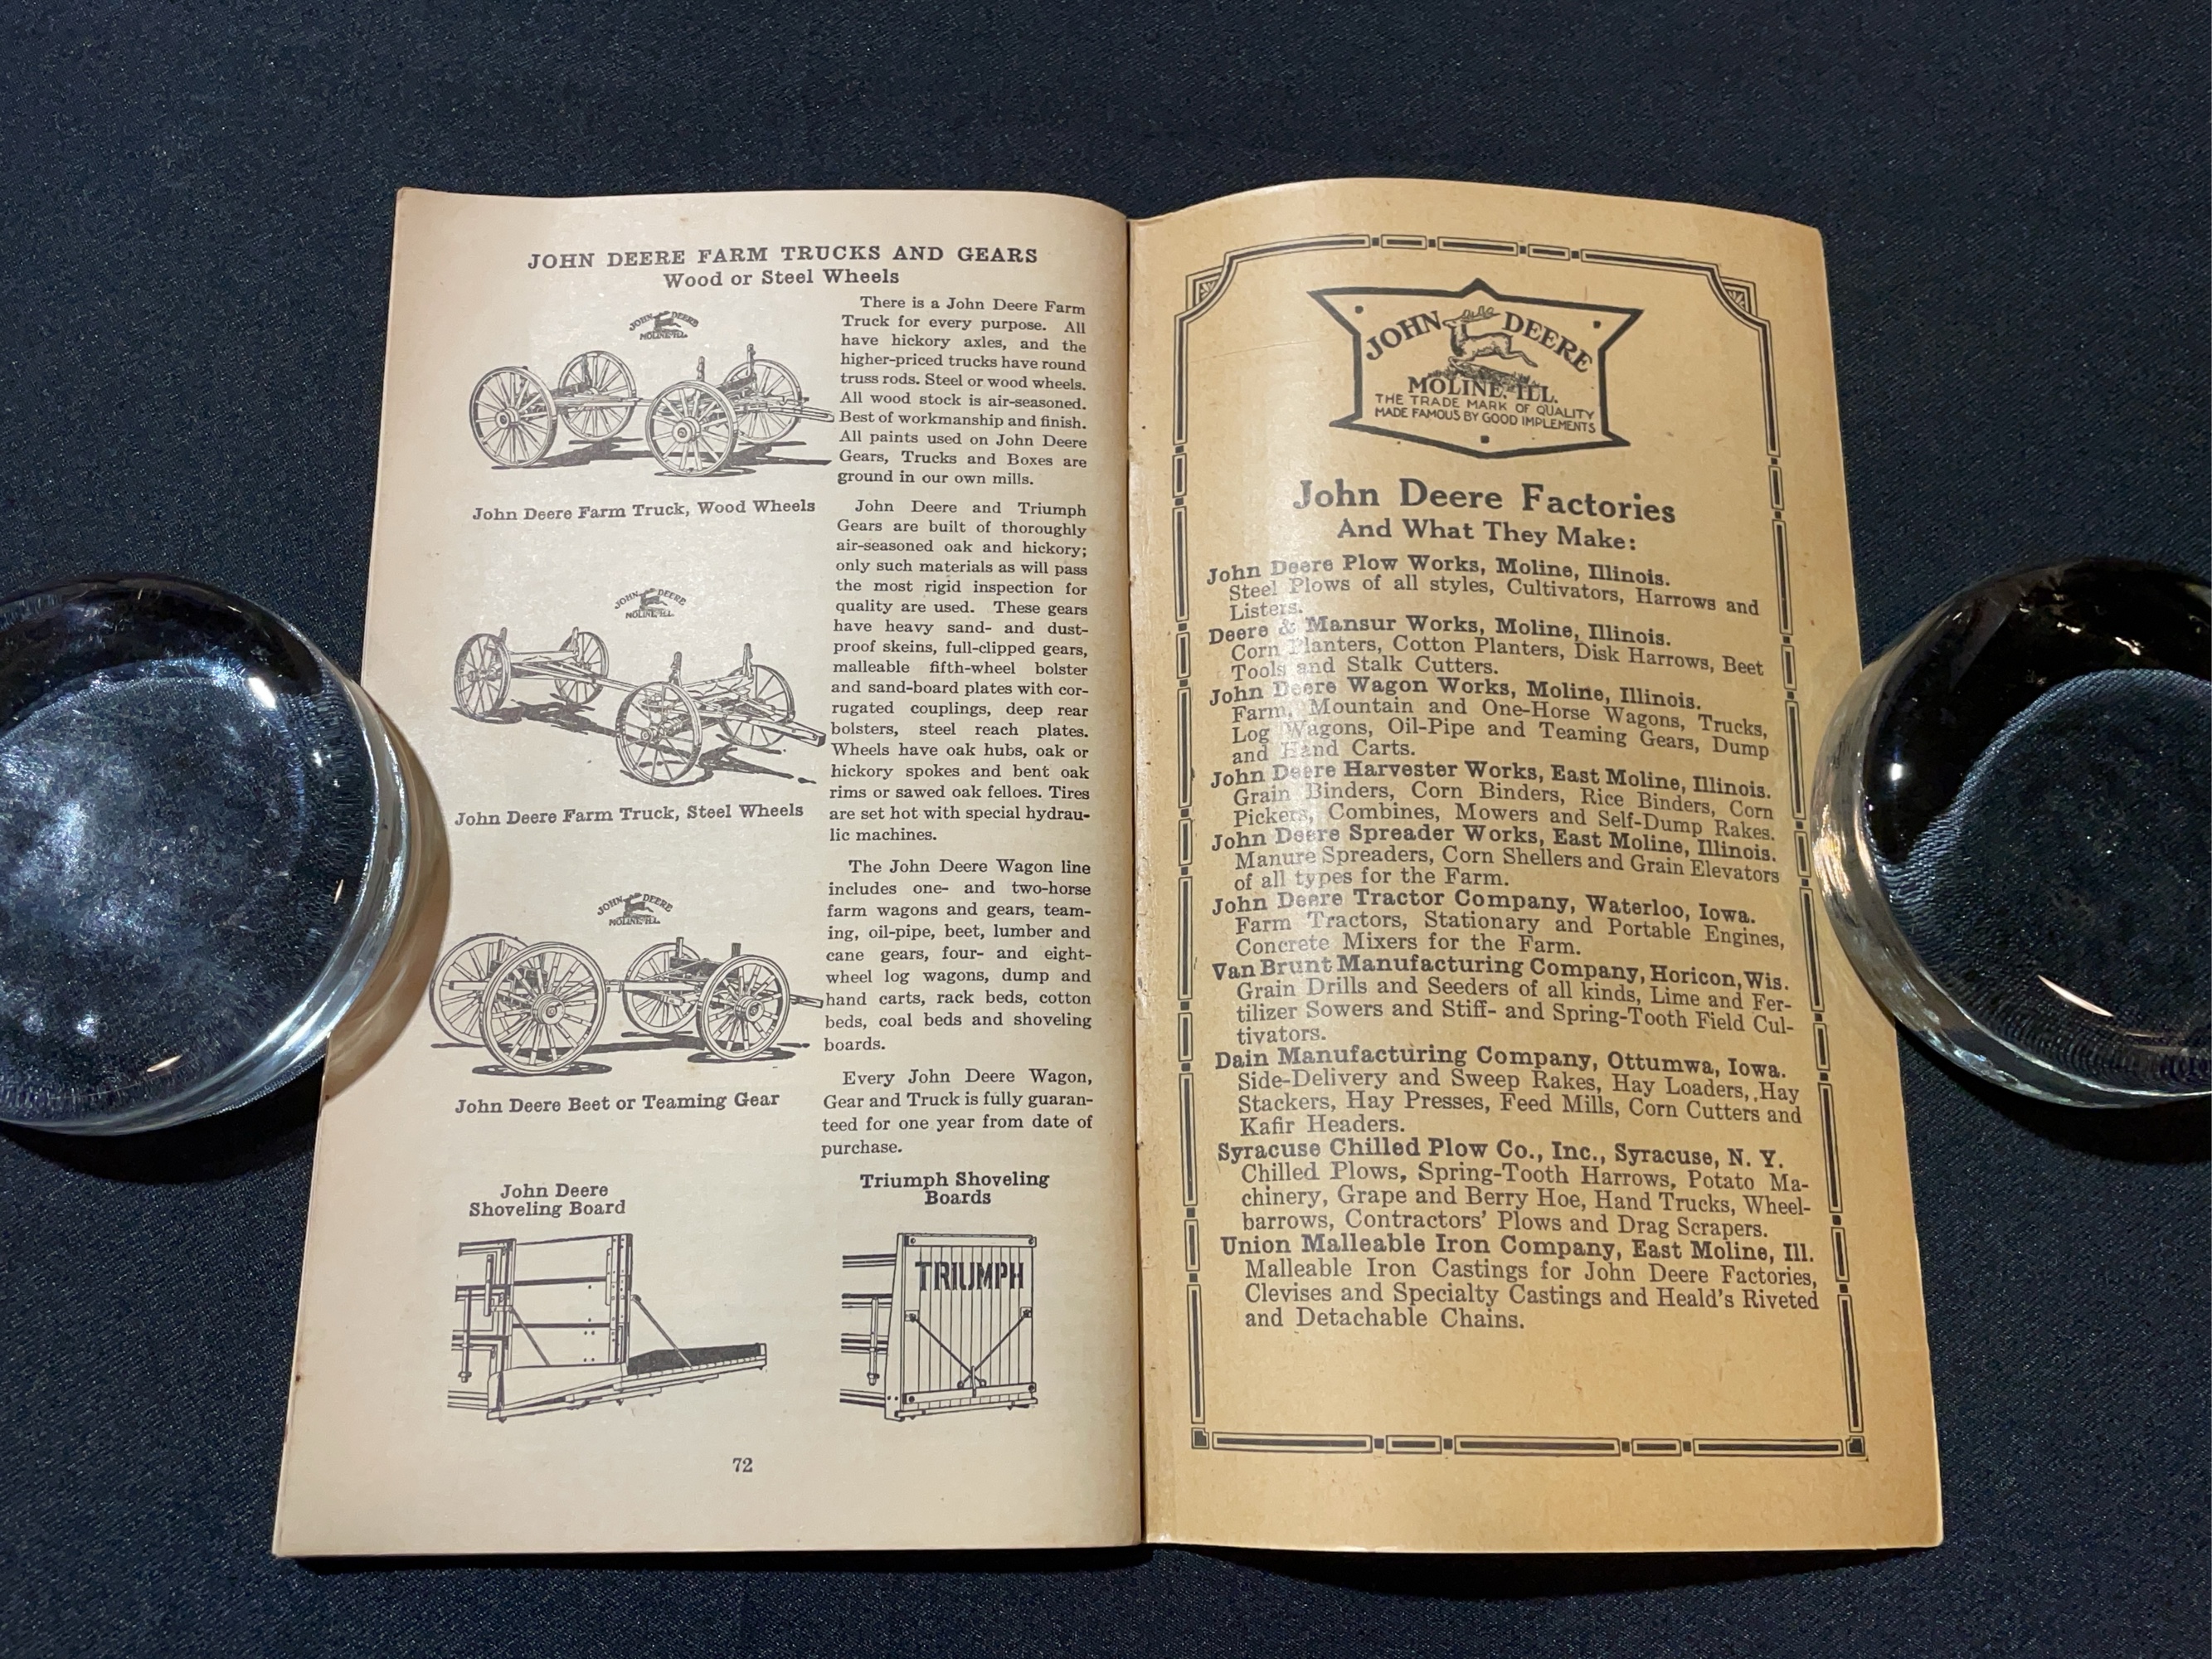 JOHN DEERE FARM TRUCKS AND GEARS
Wood or Steel Wheels
JOHN DEERE
MOLINE, ILL.
John Deere Farm Truck, Wood Wheels
JOHN DEERE
MOLINE, ILL.
John Deere Farm Truck, Steel Wheels
JOHN DEERE
MOLINE, ILL.
John Deere Beet or Teaming Gear
There is a John Deere Farm
Truck for every purpose. All
have hickory axles, and the
higher-priced trucks have round
truss rods. Steel or wood wheels.
All wood stock is air-seasoned.
Best of workmanship and finish.
All paints used on John Deere
Gears, Trucks and Boxes are
ground in our own mills.
John Deere and Triumph
Gears are built of thoroughly
air-seasoned oak and hickory;
only such materials as will pass
the most rigid inspection for
quality are used. These gears
have heavy sand- and dust-
proof skeins, full-clipped gears,
malleable fifth-wheel bolster
and sand-board plates with cor-
rugated couplings, deep rear
bolsters, steel reach plates.
Wheels have oak hubs, oak or
hickory spokes and bent oak
rims or sawed oak felloes. Tires
are set hot with special hydrau-
lic machines.
The John Deere Wagon line
includes one- and two-horse
farm wagons and gears, team-
ing, oil-pipe, beet, lumber and
cane gears, four- and eight-
wheel log wagons, dump and
hand carts, rack beds, cotton
beds, coal beds and shoveling
boards.
Every John Deere Wagon,
Gear and Truck is fully guaran-
teed for one year from date of
purchase.
John Deere
Shoveling Board
Triumph Shoveling
Boards
TRIUMPH
72
JOHN DEERE
MOLINE, ILL.
THE TRADE MARK OF QUALITY
MADE FAMOUS BY GOOD IMPLEMENTS
John Deere Factories
And What They Make:
John Deere Plow Works, Moline, Illinois.
Steel Plows of all styles, Cultivators, Harrows and
Listers.
Deere & Mansur Works, Moline, Illinois.
Corn Planters, Cotton Planters, Disk Harrows, Beet
Tools and Stalk Cutters.
John Deere Wagon Works, Moline, Illinois.
Farm, Mountain and One-Horse Wagons, Trucks,
Log Wagons, Oil-Pipe and Teaming Gears, Dump
and Hand Carts.
John Deere Harvester Works, East Moline, Illinois.
Grain Binders, Corn Binders, Rice Binders, Corn
Pickers, Combines, Mowers and Self-Dump Rakes.
John Deere Spreader Works, East Moline, Illinois.
Manure Spreaders, Corn Shellers and Grain Elevators
of all types for the Farm.
John Deere Tractor Company, Waterloo, Iowa.
Farm Tractors, Stationary and Portable Engines,
Concrete Mixers for the Farm.
Van Brunt Manufacturing Company, Horicon, Wis.
Grain Drills and Seeders of all kinds, Lime and Fer-
tilizer Sowers and Stiff- and Spring-Tooth Field Cul-
tivators.
Dain Manufacturing Company, Ottumwa, Iowa.
Side-Delivery and Sweep Rakes, Hay Loaders, Hay
Stackers, Hay Presses, Feed Mills, Corn Cutters and
Kafir Headers.
Syracuse Chilled Plow Co., Inc., Syracuse, N. Y.
Chilled Plows, Spring-Tooth Harrows, Potato Ma-
chinery, Grape and Berry Hoe, Hand Trucks, Wheel-
barrows, Contractors' Plows and Drag Scrapers.
Union Malleable Iron Company, East Moline, Ill.
Malleable Iron Castings for John Deere Factories,
Clevises and Specialty Castings and Heald's Riveted
and Detachable Chains.